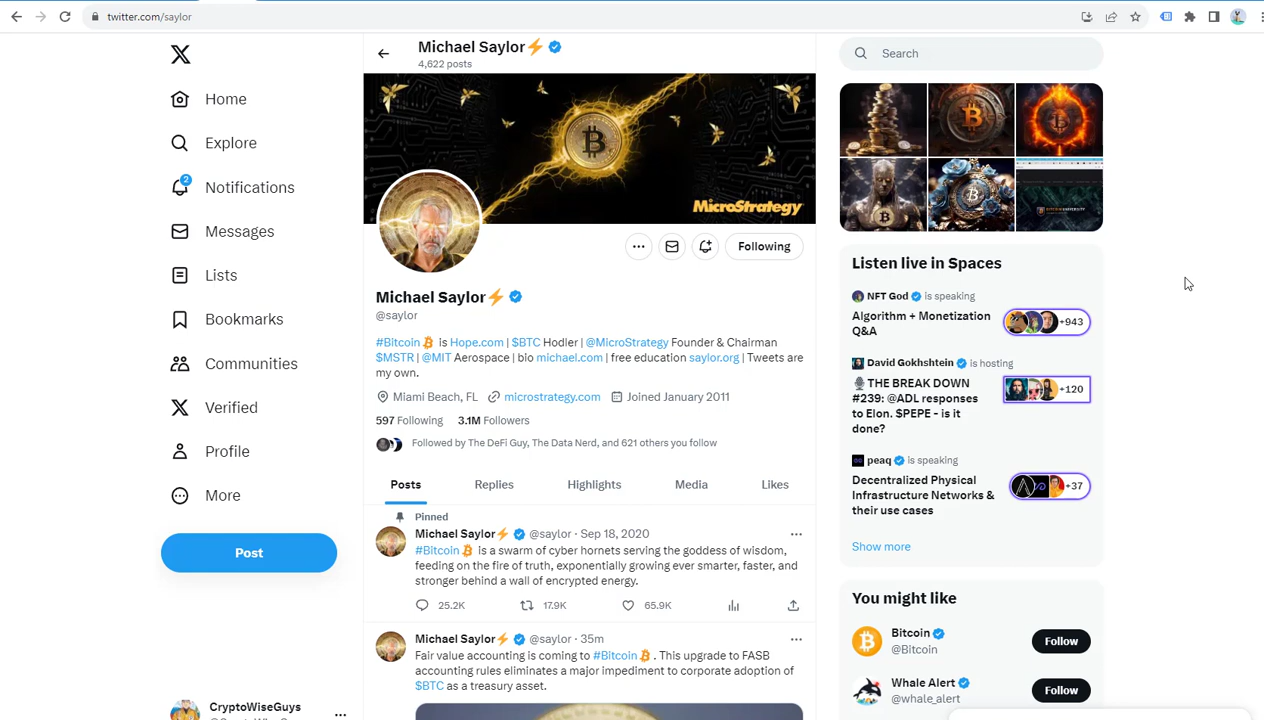 twitter.com/saylor
Home
Explore
2
Notifications
Messages
Lists
Bookmarks
Communities
Verified
Profile
More
Post
CryptoWiseGuys
Michael Saylor⚡
4,622 posts
MicroStrategy
Following
Michael Saylor⚡
@saylor
#Bitcoin is Hope.com | $BTC Hodler | @MicroStrategy Founder & Chairman
$MSTR | @MIT Aerospace | bio michael.com | free education saylor.org | Tweets are
my own.
Miami Beach, FL microstrategy.com Joined January 2011
597 Following 3.1M Followers
Followed by The DeFi Guy, The Data Nerd, and 621 others you follow
Posts Replies Highlights Media Likes
Pinned
Michael Saylor⚡ @saylor · Sep 18, 2020
#Bitcoin is a swarm of cyber hornets serving the goddess of wisdom,
feeding on the fire of truth, exponentially growing ever smarter, faster, and
stronger behind a wall of encrypted energy.
25.2K 17.9K 65.9K
Michael Saylor⚡ @saylor · 35m
Fair value accounting is coming to #Bitcoin . This upgrade to FASB
accounting rules eliminates a major impediment to corporate adoption of
$BTC as a treasury asset.
Search
Listen live in Spaces
NFT God is speaking
Algorithm + Monetization
Q&A
+943
David Gokhshtein is hosting
🎙️THE BREAK DOWN
#239: @ADL responses
to Elon. $PEPE - is it
done?
+120
peaq is speaking
Decentralized Physical
Infrastructure Networks &
their use cases
+37
Show more
You might like
Bitcoin
@Bitcoin
Follow
Whale Alert
@whale_alert
Follow